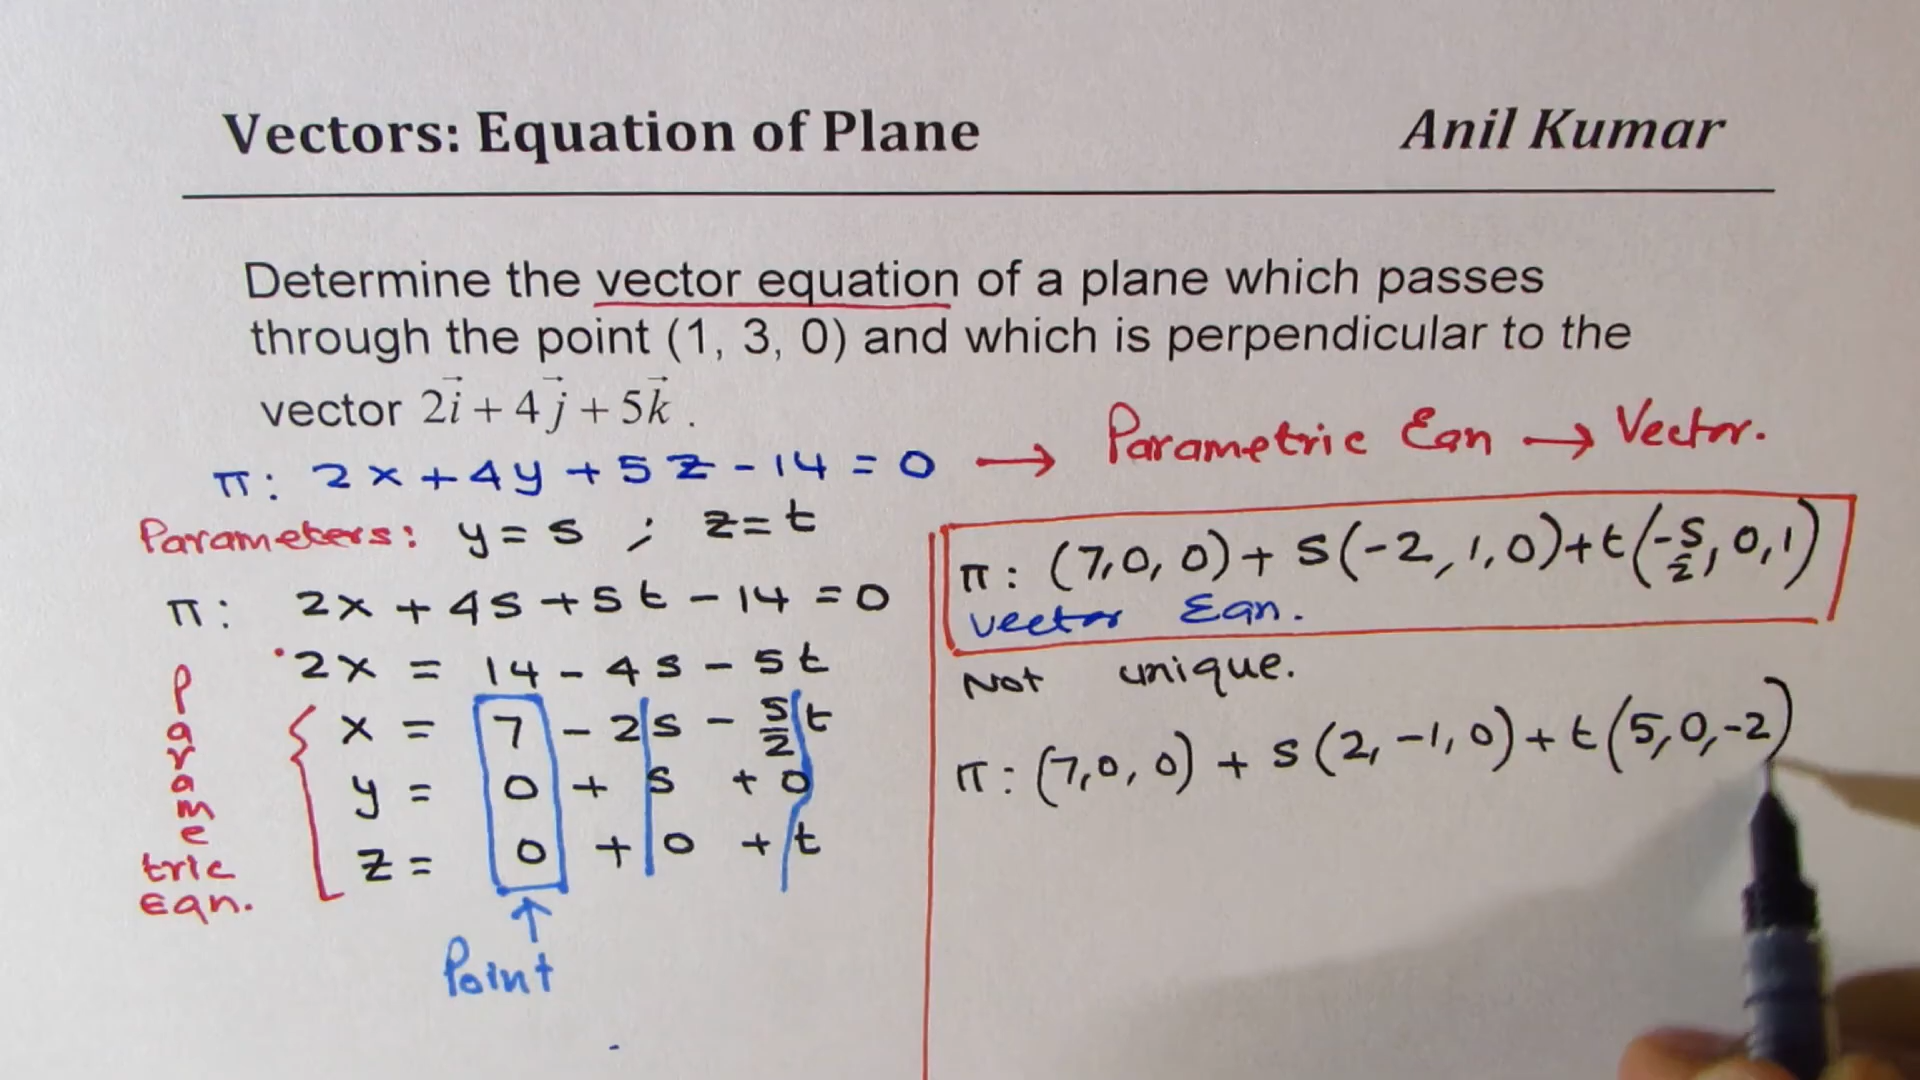 Vectors: Equation of Plane
Anil Kumar
Determine the vector equation of a plane which passes
through the point (1, 3, 0) and which is perpendicular to the
vector 2i⃗ + 4j⃗ + 5k⃗ .
π: 2x + 4y + 5z - 14 = 0 → Parametric Eqn → Vector.
Parameters: y = s ; z = t
π: 2x + 4s + 5t - 14 = 0
2x = 14 - 4s - 5t
x = 7 - 2s - 5/2 t
y = 0 + s + 0
z = 0 + 0 + t
Parame
tric
Eqn.
Point
π: (7, 0, 0) + s(-2, 1, 0) + t(-5/2, 0, 1)
Vector Eqn.
Not unique.
π: (7, 0, 0) + s(2, -1, 0) + t(5, 0, -2)